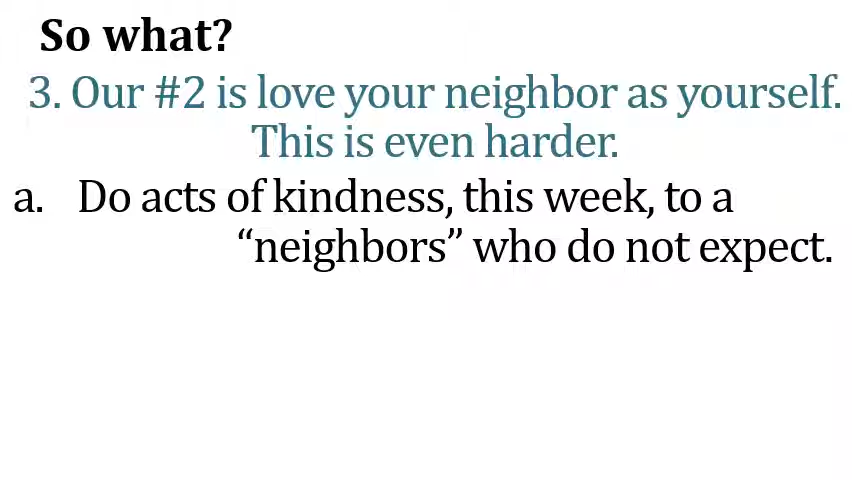 So what?
3. Our #2 is love your neighbor as yourself.
This is even harder.
a. Do acts of kindness, this week, to a
“neighbors” who do not expect.